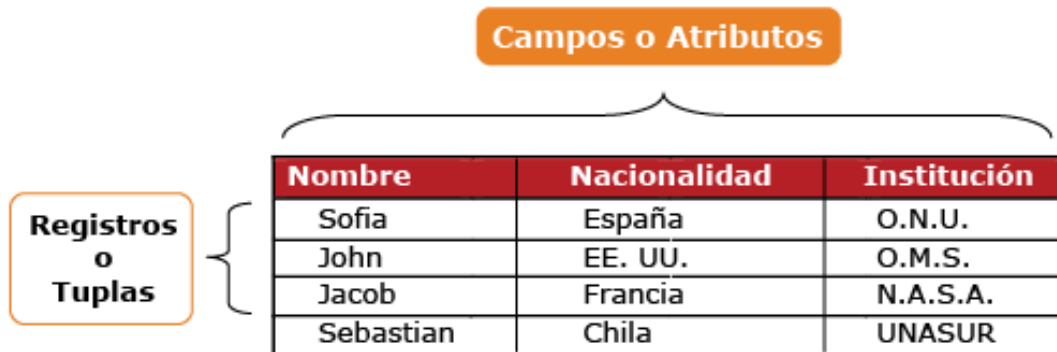 Campos o Atributos
Nombre Nacionalidad Institución
Registros
o
Tuplas
Sofia España O.N.U.
John EE. UU. O.M.S.
Jacob Francia N.A.S.A.
Sebastian Chila UNASUR